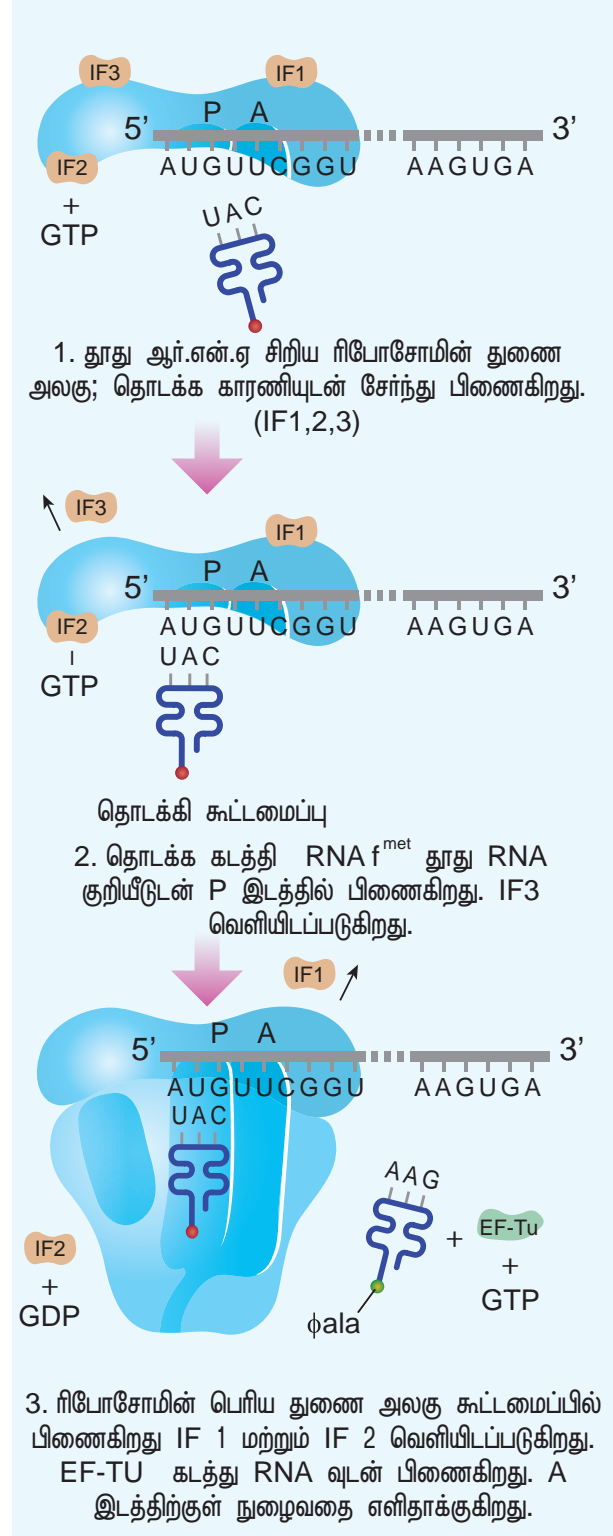 IF3 IF1
P A
5’ 3’
IF2 AUGUUCGGU AAGUGA
+
GTP
UAC
1. தூது ஆர்.என்.ஏ சிறிய ரிபோசோமின் துணை
அலகு; தொடக்க காரணியுடன் சேர்ந்து பிணைகிறது.
(IF1,2,3)
IF3
IF1
P A
5’ 3’
IF2 AUGUUCGGU AAGUGA
UAC
GTP
தொடக்கி கூட்டமைப்பு
2. தொடக்க கடத்தி RNA f^met தூது RNA
குறியீடுடன் P இடத்தில் பிணைகிறது. IF3
வெளியிடப்படுகிறது.
IF1
P A
5’ 3’
AUGUUCGGU AAGUGA
UAC
AAG
IF2
+
GDP
+ EF-Tu
+
GTP
ϕala
3. ரிபோசோமின் பெரிய துணை அலகு கூட்டமைப்பில்
பிணைகிறது IF 1 மற்றும் IF 2 வெளியிடப்படுகிறது.
EF-TU கடத்து RNA வுடன் பிணைகிறது. A
இடத்திற்குள் நுழைவதை எளிதாக்குகிறது.